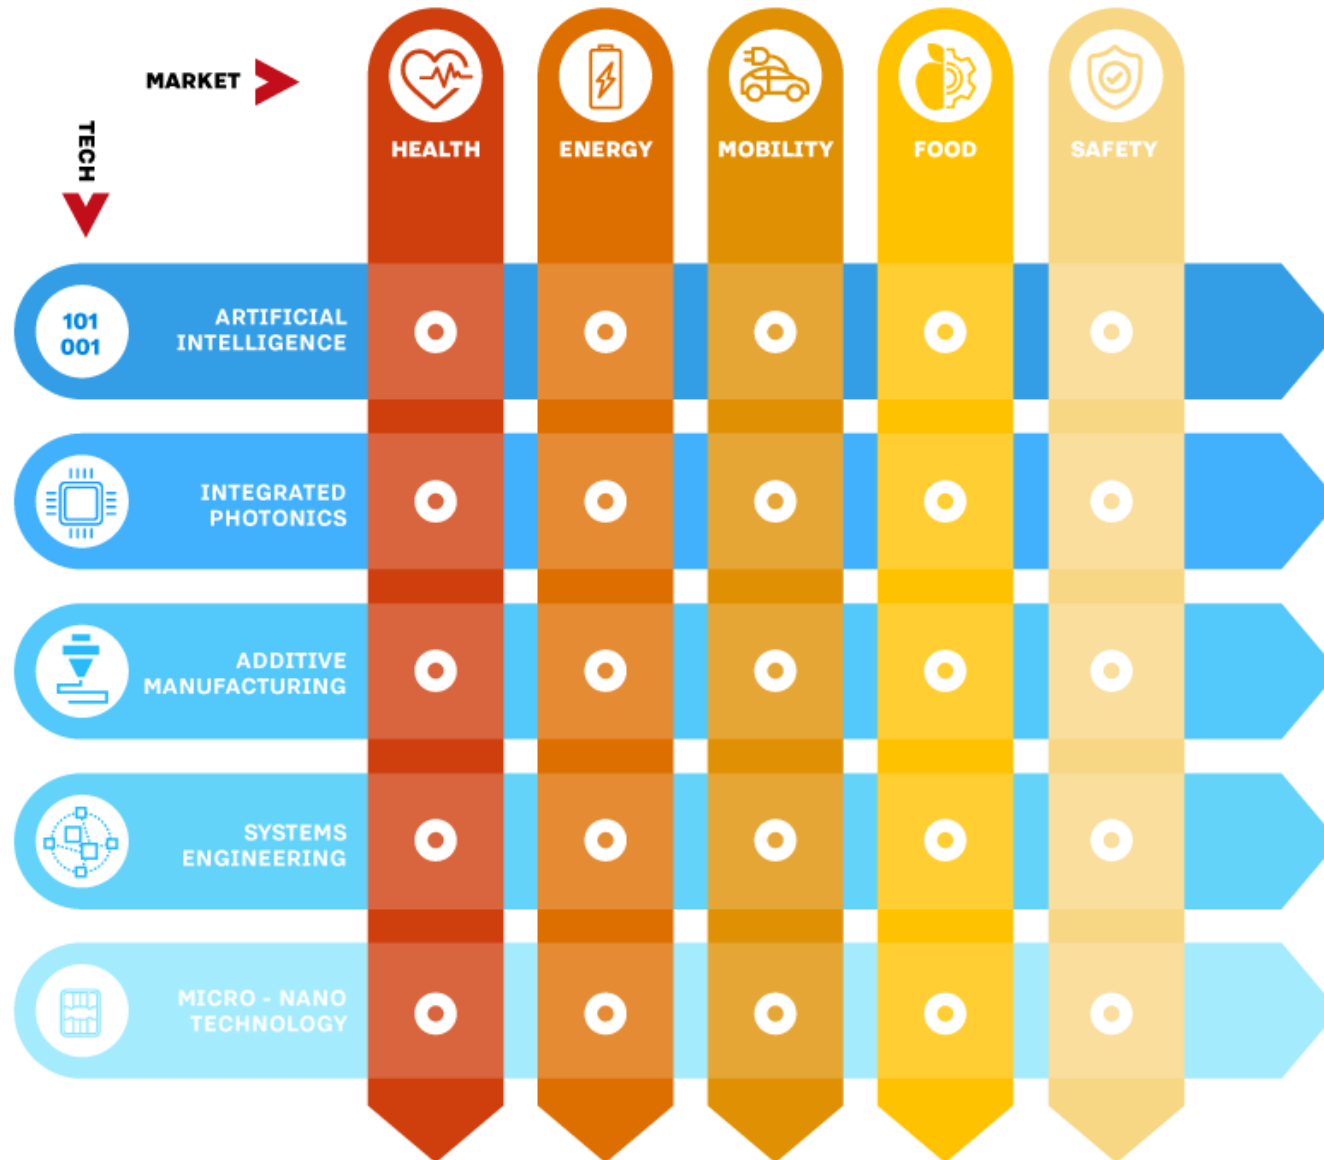 MARKET
TECH
HEALTH
ENERGY
MOBILITY
FOOD
SAFETY
101
001
ARTIFICIAL
INTELLIGENCE
INTEGRATED
PHOTONICS
ADDITIVE
MANUFACTURING
SYSTEMS
ENGINEERING
MICRO - NANO
TECHNOLOGY